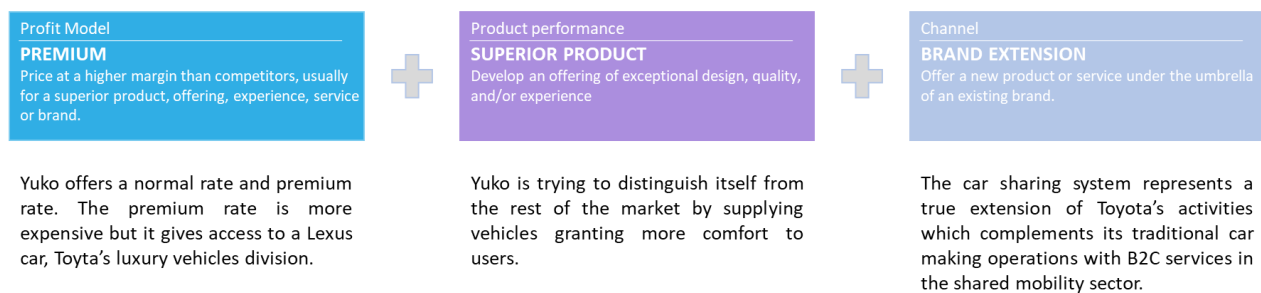 Profit Model
PREMIUM
Price at a higher margin than competitors, usually
for a superior product, offering, experience, service
or brand.
Yuko offers a normal rate and premium
rate. The premium rate is more
expensive but it gives access to a Lexus
car, Toyta’s luxury vehicles division.
Product performance
SUPERIOR PRODUCT
Develop an offering of exceptional design, quality,
and/or experience
Yuko is trying to distinguish itself from
the rest of the market by supplying
vehicles granting more comfort to
users.
Channel
BRAND EXTENSION
Offer a new product or service under the umbrella
of an existing brand.
The car sharing system represents a
true extension of Toyota’s activities
which complements its traditional car
making operations with B2C services in
the shared mobility sector.